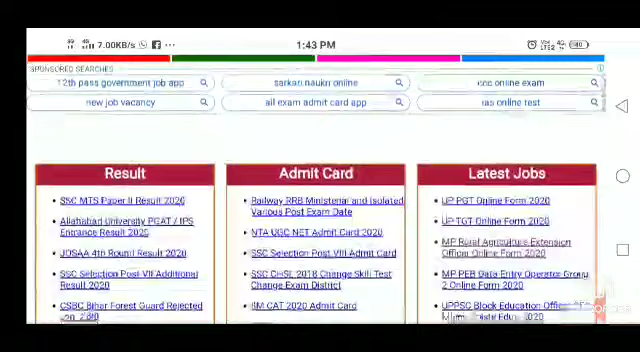 7.00KB/s 1:43 PM 40
SPONSORED SEARCHES
12th pass government job app
sarkari naukri online
ccc online exam
new job vacancy
all exam admit card app
ias online test
Result
SSC MTS Paper II Result 2020
Allahabad University PGAT / IPS
Entrance Result 2020
JOSAA 4th Round Result 2020
SSC Selection Post VII Additional
Result 2020
CSBC Bihar Forest Guard Rejected
Admit Card
Railway RRB Ministerial and Isolated
Various Post Exam Date
NTA UGC NET Admit Card 2020
SSC Selection Post VIII Admit Card
SSC CHSL 2018 Change Skill Test
Change Exam District
IIM CAT 2020 Admit Card
Latest Jobs
UP PGT Online Form 2020
UP TGT Online Form 2020
MP Rural Agriculture Extension
Officer Online Form 2020
MP PEB Data Entry Operator Group
2 Online Form 2020
UPPSC Block Education